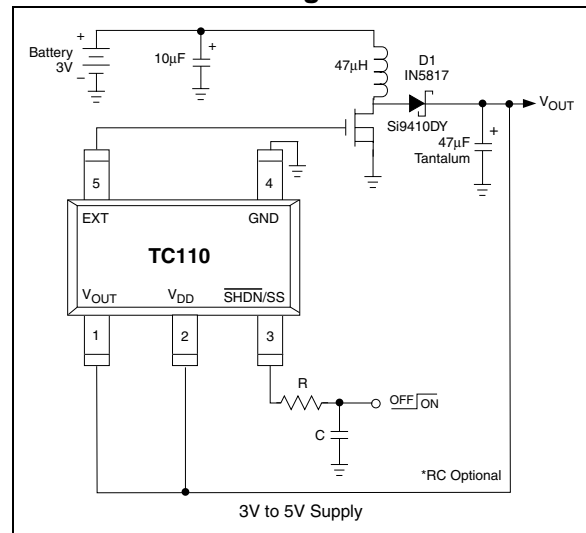 Battery
3V
+
–
10µF
+
47µH
D1
IN5817
VOUT
Si9410DY
47µF
Tantalum
+
5
4
EXT
GND
TC110
VOUT
VDD
SHDN/SS
1
2
3
R
OFF ON
C
*RC Optional
3V to 5V Supply